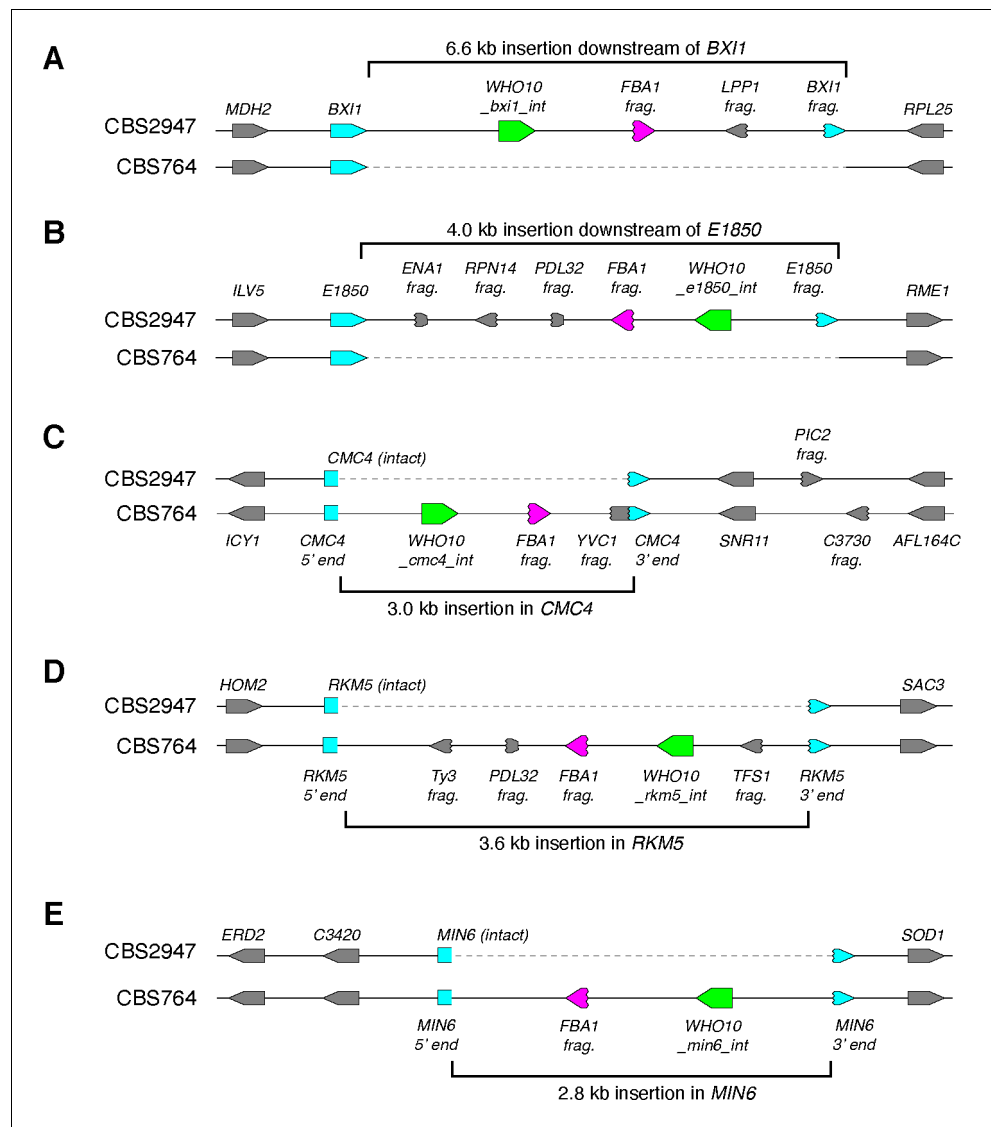 A
6.6 kb insertion downstream of BXI1
MDH2 BXI1 WHO10 _bxi1_int FBA1 frag. LPP1 frag. BXI1 frag. RPL25
CBS2947
CBS764
B
4.0 kb insertion downstream of E1850
ILV5 E1850 ENA1 frag. RPN14 frag. PDL32 frag. FBA1 frag. WHO10 _e1850_int E1850 frag. RME1
CBS2947
CBS764
C
CMC4 (intact) PIC2 frag.
CBS2947
CBS764
ICY1 CMC4 5’ end WHO10 _cmc4_int FBA1 frag. YVC1 frag. CMC4 3’ end SNR11 C3730 frag. AFL164C
3.0 kb insertion in CMC4
D
HOM2 RKM5 (intact) SAC3
CBS2947
CBS764
RKM5 5’ end Ty3 frag. PDL32 frag. FBA1 frag. WHO10 _rkm5_int TFS1 frag. RKM5 3’ end
3.6 kb insertion in RKM5
E
ERD2 C3420 MIN6 (intact) SOD1
CBS2947
CBS764
MIN6 5’ end FBA1 frag. WHO10 _min6_int MIN6 3’ end
2.8 kb insertion in MIN6